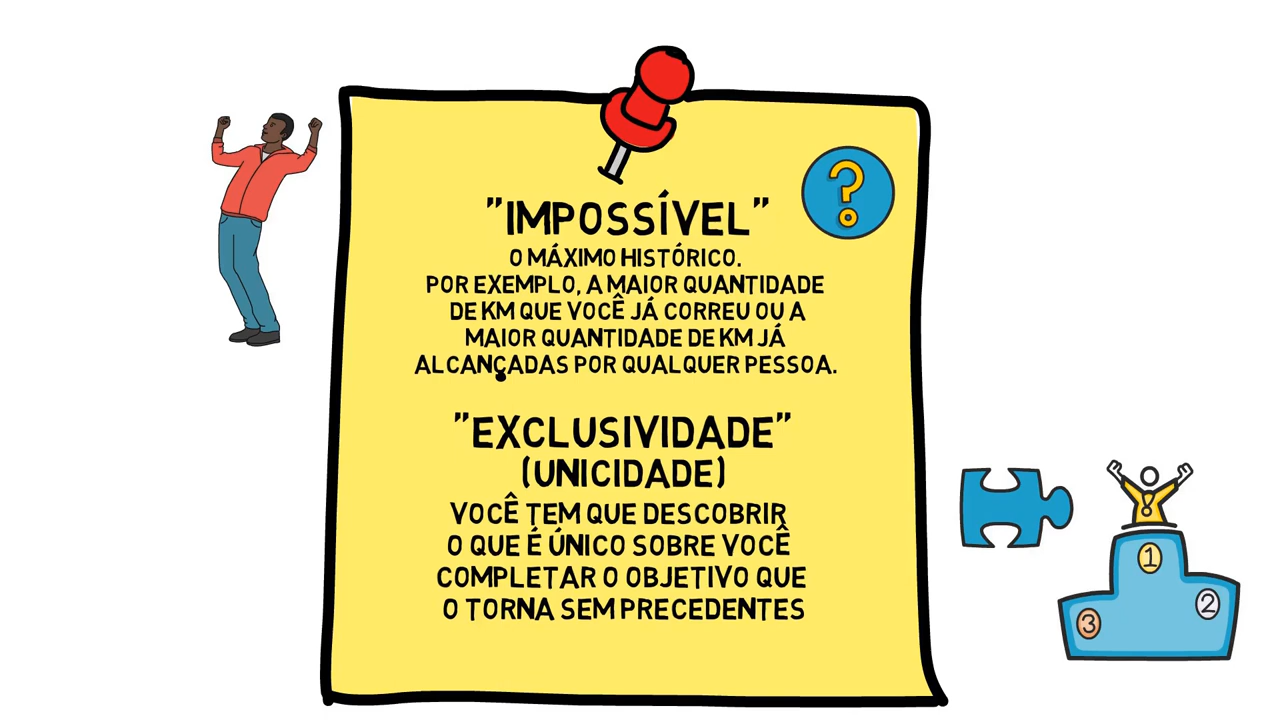 "IMPOSSÍVEL"
O MÁXIMO HISTÓRICO.
POR EXEMPLO, A MAIOR QUANTIDADE
DE KM QUE VOCÊ JÁ CORREU OU A
MAIOR QUANTIDADE DE KM JÁ
ALCANÇADAS POR QUALQUER PESSOA.
"EXCLUSIVIDADE"
(UNICIDADE)
VOCÊ TEM QUE DESCOBRIR
O QUE É ÚNICO SOBRE VOCÊ
COMPLETAR O OBJETIVO QUE
O TORNA SEM PRECEDENTES
?
1
2
3